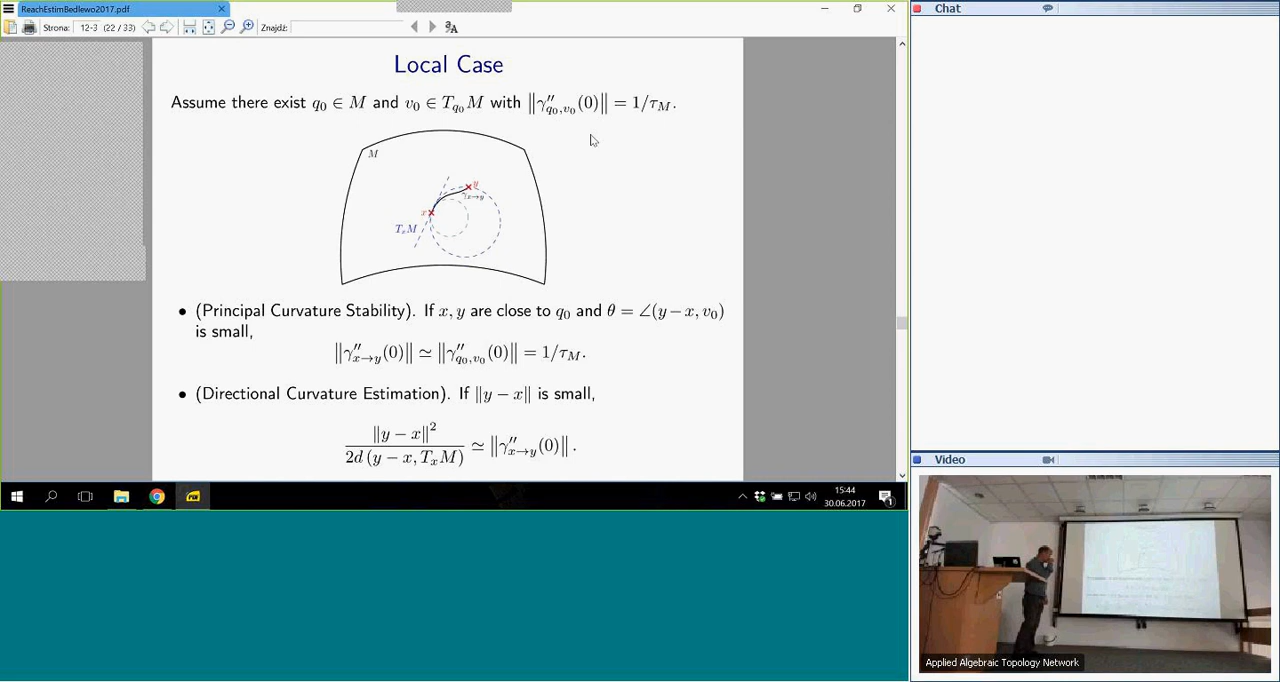 ReachEstimBedlewo2017.pdf
Strona: 12-3 (22 / 33) Znajdź:
Local Case
Assume there exist q₀ ∈ M and v₀ ∈ T_{q₀}M with ‖γ″_{q₀,v₀}(0)‖ = 1/τ_M.
M
y
γ_{x→y}
x
TₓM
• (Principal Curvature Stability). If x, y are close to q₀ and θ = ∠(y − x, v₀)
is small,
‖γ″_{x→y}(0)‖ ≃ ‖γ″_{q₀,v₀}(0)‖ = 1/τ_M.
• (Directional Curvature Estimation). If ‖y − x‖ is small,
‖y − x‖² / 2d (y − x, TₓM) ≃ ‖γ″_{x→y}(0)‖.
15:44
30.06.2017
Chat
Video
Applied Algebraic Topology Network